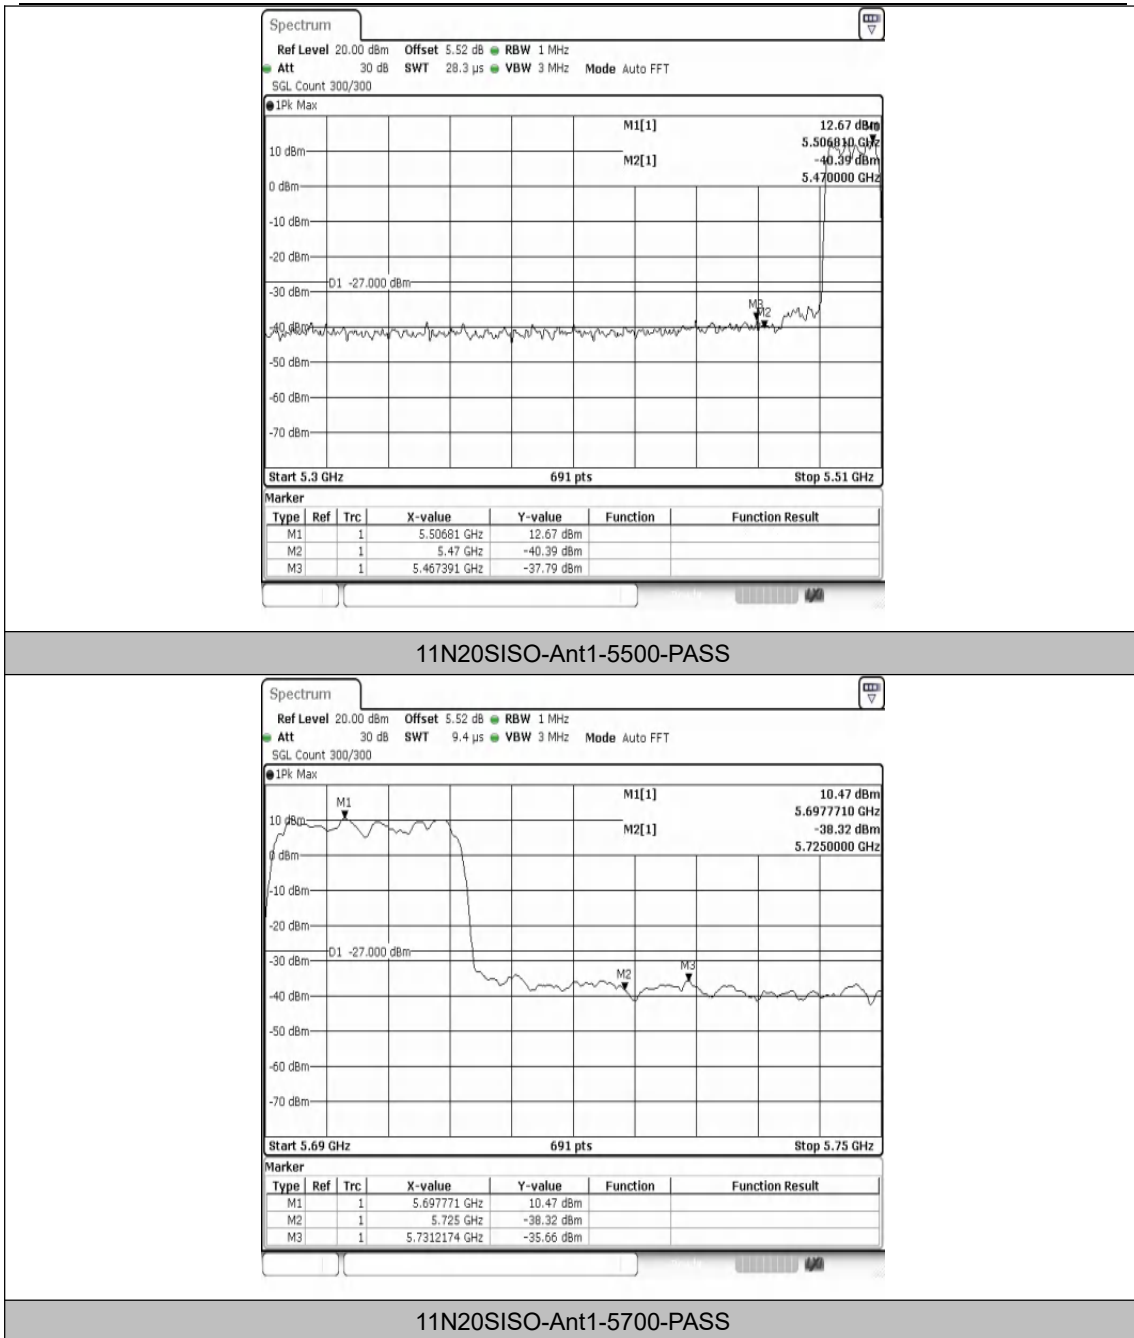 Spectrum
Ref Level 20.00 dBm Offset 5.52 dB RBW 1 MHz
Att 30 dB SWT 28.3 µs VBW 3 MHz Mode Auto FFT
SGL Count 300/300
1Pk Max
M1[1] 12.67 dBm
5.506810 GHz
10 dBm
M2[1] -40.39 dBm
5.470000 GHz
0 dBm
-10 dBm
-20 dBm
D1 -27.000 dBm
-30 dBm
M3
M2
-40 dBm
-50 dBm
-60 dBm
-70 dBm
Start 5.3 GHz 691 pts Stop 5.51 GHz
Marker
Type Ref Trc X-value Y-value Function Function Result
M1 1 5.50681 GHz 12.67 dBm
M2 1 5.47 GHz -40.39 dBm
M3 1 5.467391 GHz -37.79 dBm
11N20SISO-Ant1-5500-PASS
Spectrum
Ref Level 20.00 dBm Offset 5.52 dB RBW 1 MHz
Att 30 dB SWT 9.4 µs VBW 3 MHz Mode Auto FFT
SGL Count 300/300
1Pk Max
M1[1] 10.47 dBm
M1
5.6977710 GHz
10 dBm
M2[1] -38.32 dBm
5.7250000 GHz
0 dBm
-10 dBm
-20 dBm
D1 -27.000 dBm
-30 dBm
M3
M2
-40 dBm
-50 dBm
-60 dBm
-70 dBm
Start 5.69 GHz 691 pts Stop 5.75 GHz
Marker
Type Ref Trc X-value Y-value Function Function Result
M1 1 5.697771 GHz 10.47 dBm
M2 1 5.725 GHz -38.32 dBm
M3 1 5.7312174 GHz -35.66 dBm
11N20SISO-Ant1-5700-PASS